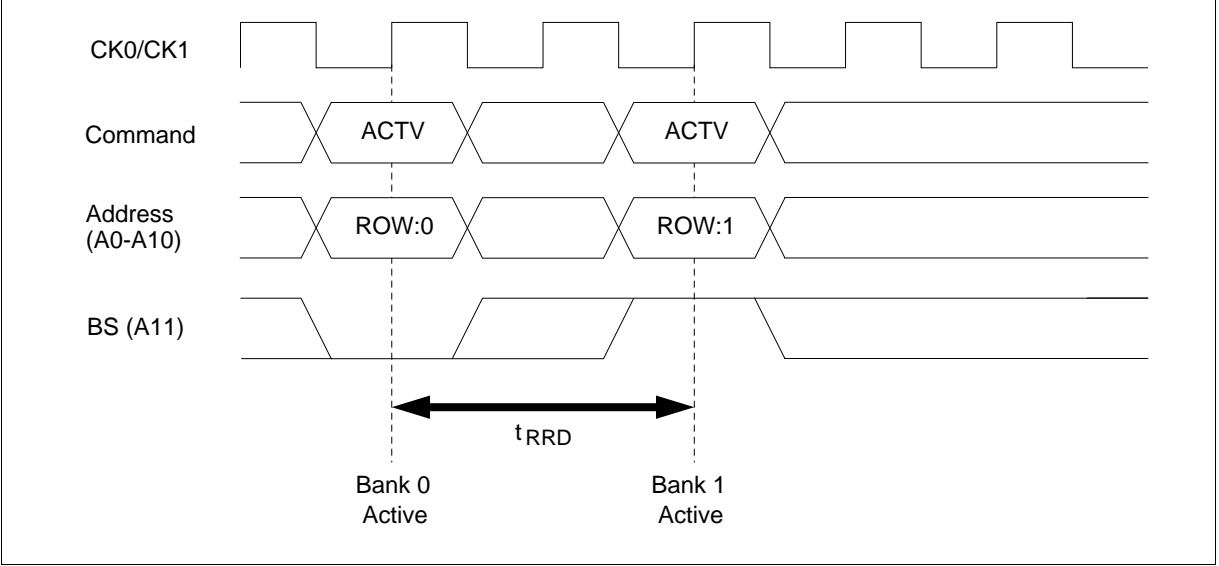 CK0/CK1
Command
ACTV
ACTV
Address
(A0-A10)
ROW:0
ROW:1
BS (A11)
tRRD
Bank 0
Active
Bank 1
Active